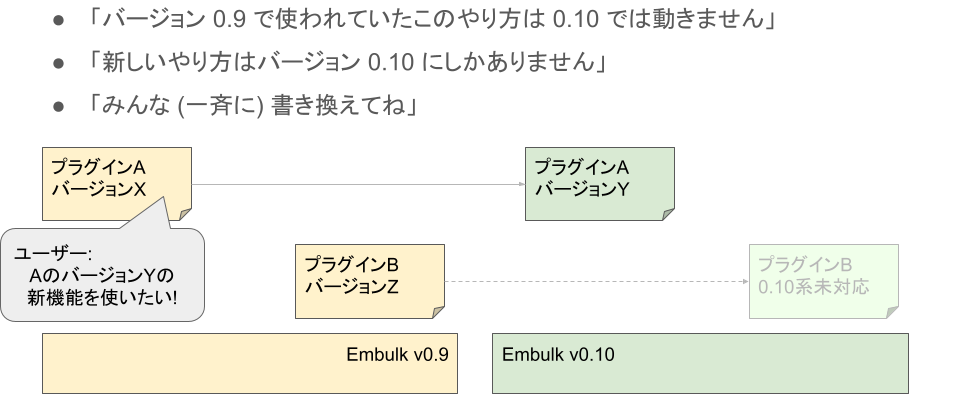 ● 「バージョン 0.9 で使われていたこのやり方は 0.10 では動きません」
● 「新しいやり方はバージョン 0.10 にしかありません」
● 「みんな (一斉に) 書き換えてね」
プラグインA
バージョンX
プラグインA
バージョンY
ユーザー:
AのバージョンYの
新機能を使いたい!
プラグインB
バージョンZ
プラグインB
0.10系未対応
Embulk v0.9
Embulk v0.10